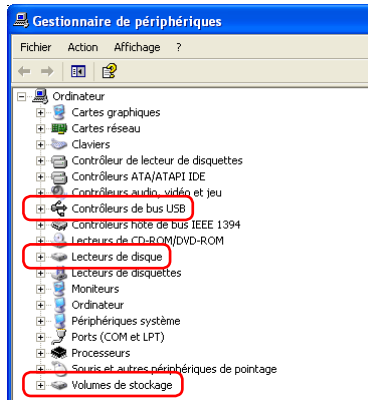 Gestionnaire de périphériques
Fichier Action Affichage ?
Ordinateur
Cartes graphiques
Cartes réseau
Claviers
Contrôleur de lecteur de disquettes
Contrôleurs ATA/ATAPI IDE
Contrôleurs audio, vidéo et jeu
Contrôleurs de bus USB
Contrôleurs hôte de bus IEEE 1394
Lecteurs de CD-ROM/DVD-ROM
Lecteurs de disque
Lecteurs de disquettes
Moniteurs
Ordinateur
Périphériques système
Ports (COM et LPT)
Processeurs
Souris et autres périphériques de pointage
Volumes de stockage